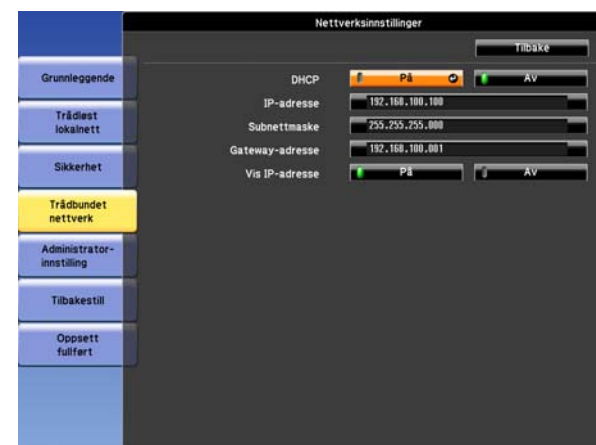 Nettverksinnstillinger
Tilbake
Grunnleggende
Trådløst
lokalnett
Sikkerhet
Trådbundet
nettverk
Administrator-
innstilling
Tilbakestill
Oppsett
fullført
DHCP På Av
IP-adresse 192.168.100.100
Subnettmaske 255.255.255.000
Gateway-adresse 192.168.100.001
Vis IP-adresse På Av